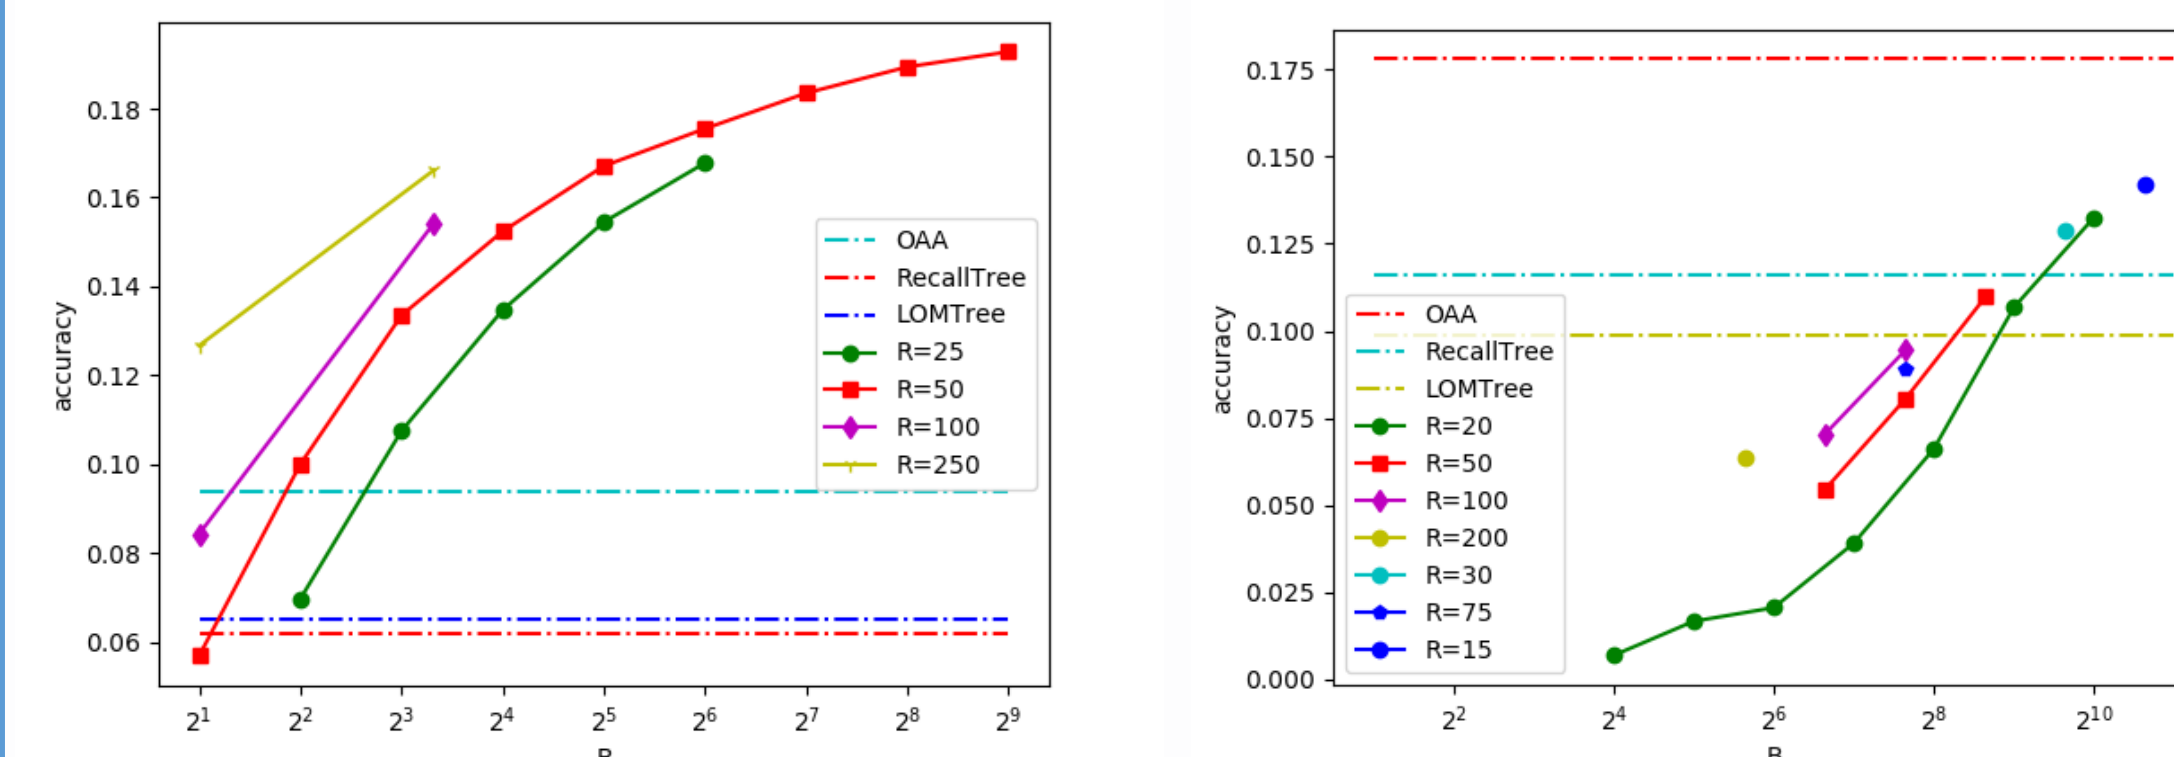 accuracy
0.18
0.16
0.14
0.12
0.10
0.08
0.06
OAA
RecallTree
LOMTree
R=25
R=50
R=100
R=250
2¹ 2² 2³ 2⁴ 2⁵ 2⁶ 2⁷ 2⁸ 2⁹
accuracy
0.175
0.150
0.125
0.100
0.075
0.050
0.025
0.000
OAA
RecallTree
LOMTree
R=20
R=50
R=100
R=200
R=30
R=75
R=15
2² 2⁴ 2⁶ 2⁸ 2¹⁰